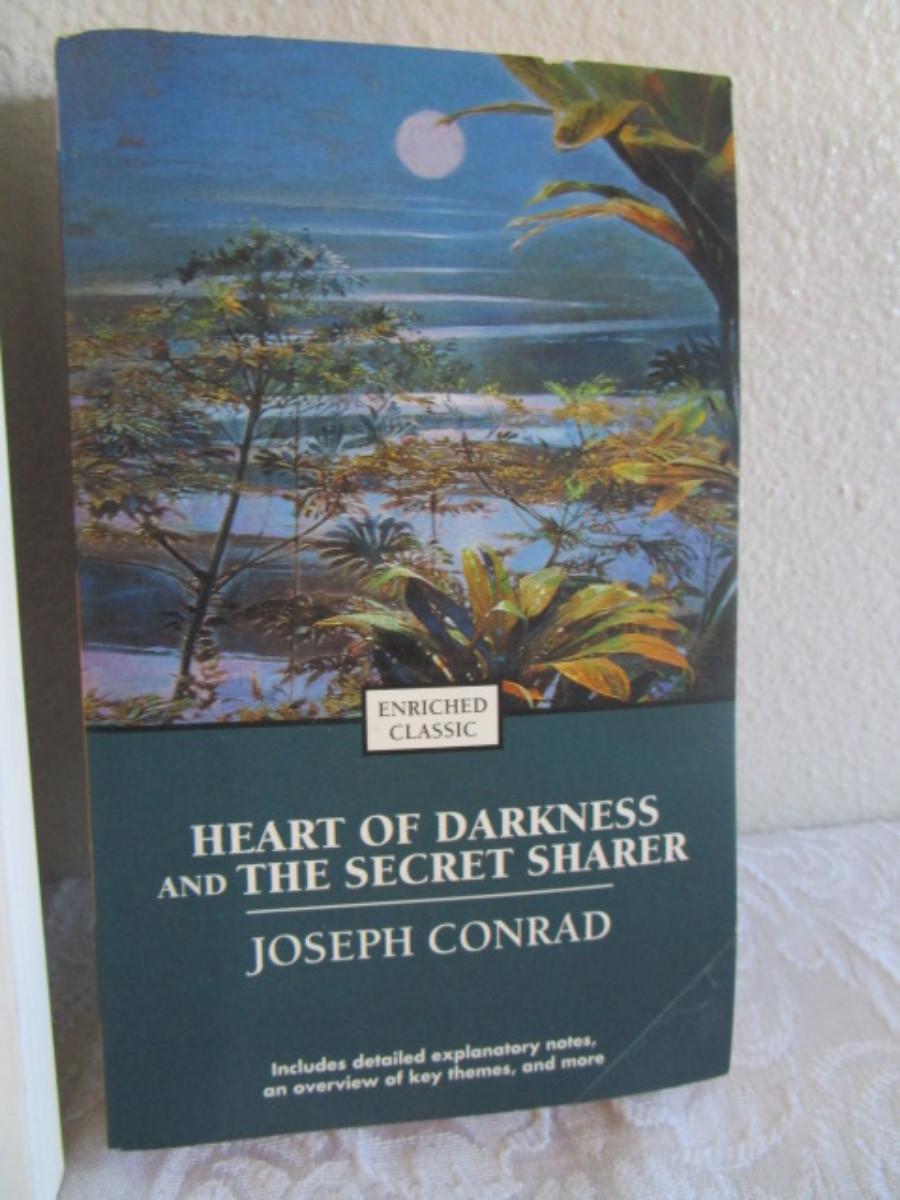 ENRICHED
CLASSIC
HEART OF DARKNESS
AND THE SECRET SHARER
JOSEPH CONRAD
Includes detailed explanatory notes,
an overview of key themes, and more